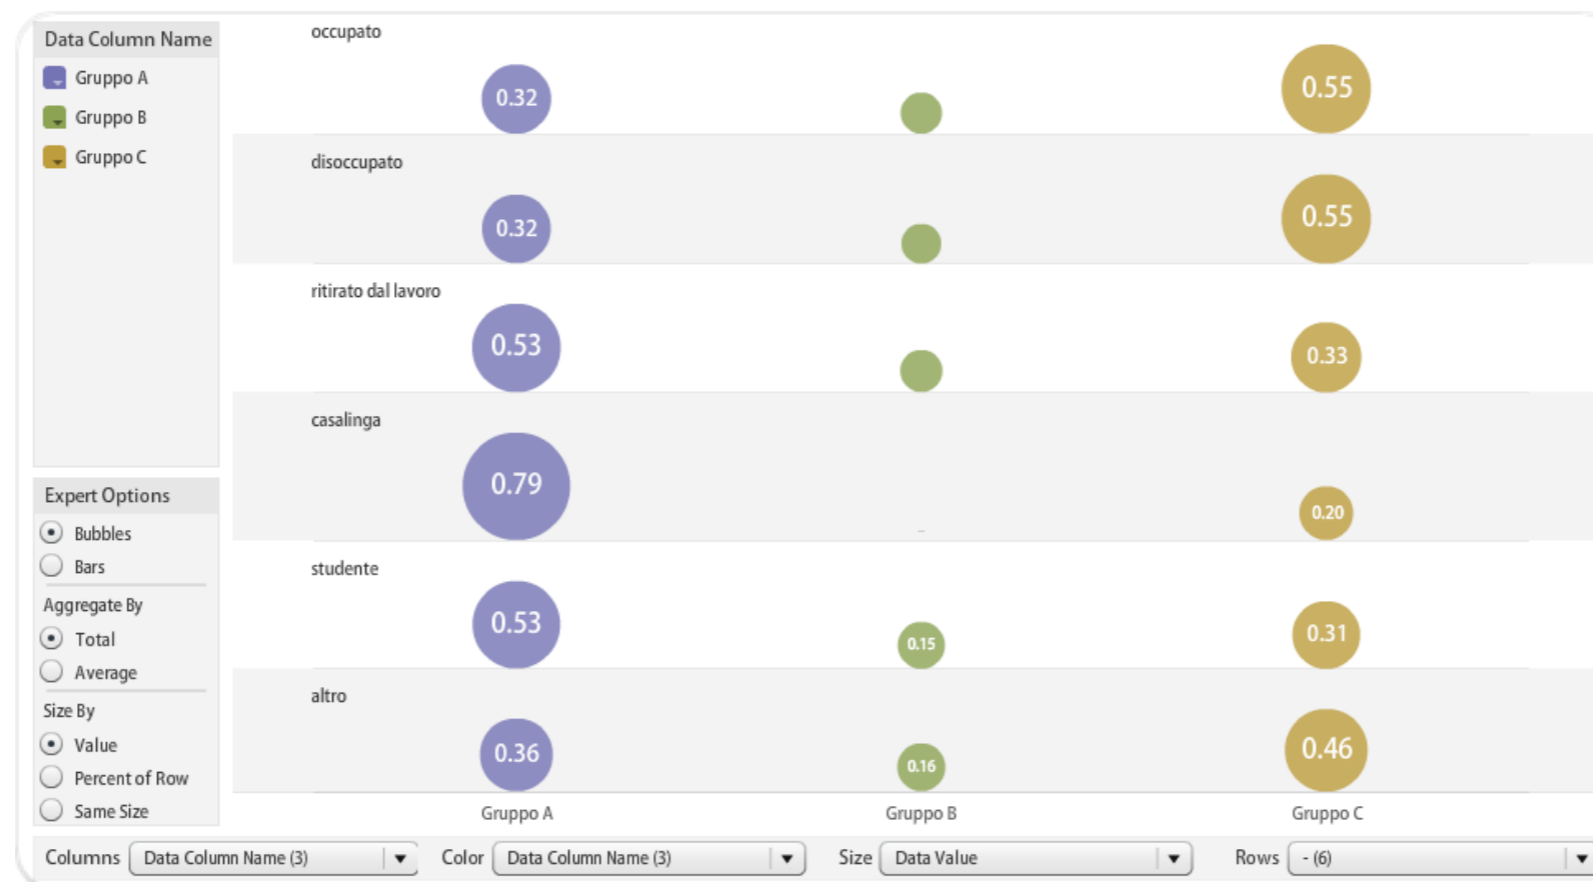 Data Column Name
Gruppo A
Gruppo B
Gruppo C
Expert Options
Bubbles
Bars
Aggregate By
Total
Average
Size By
Value
Percent of Row
Same Size
occupato
0.32
0.55
disoccupato
0.32
0.55
ritirato dal lavoro
0.53
0.33
casalinga
0.79
0.20
studente
0.53
0.15
0.31
altro
0.36
0.16
0.46
Gruppo A Gruppo B Gruppo C
Columns Data Column Name (3) Color Data Column Name (3) Size Data Value Rows - (6)